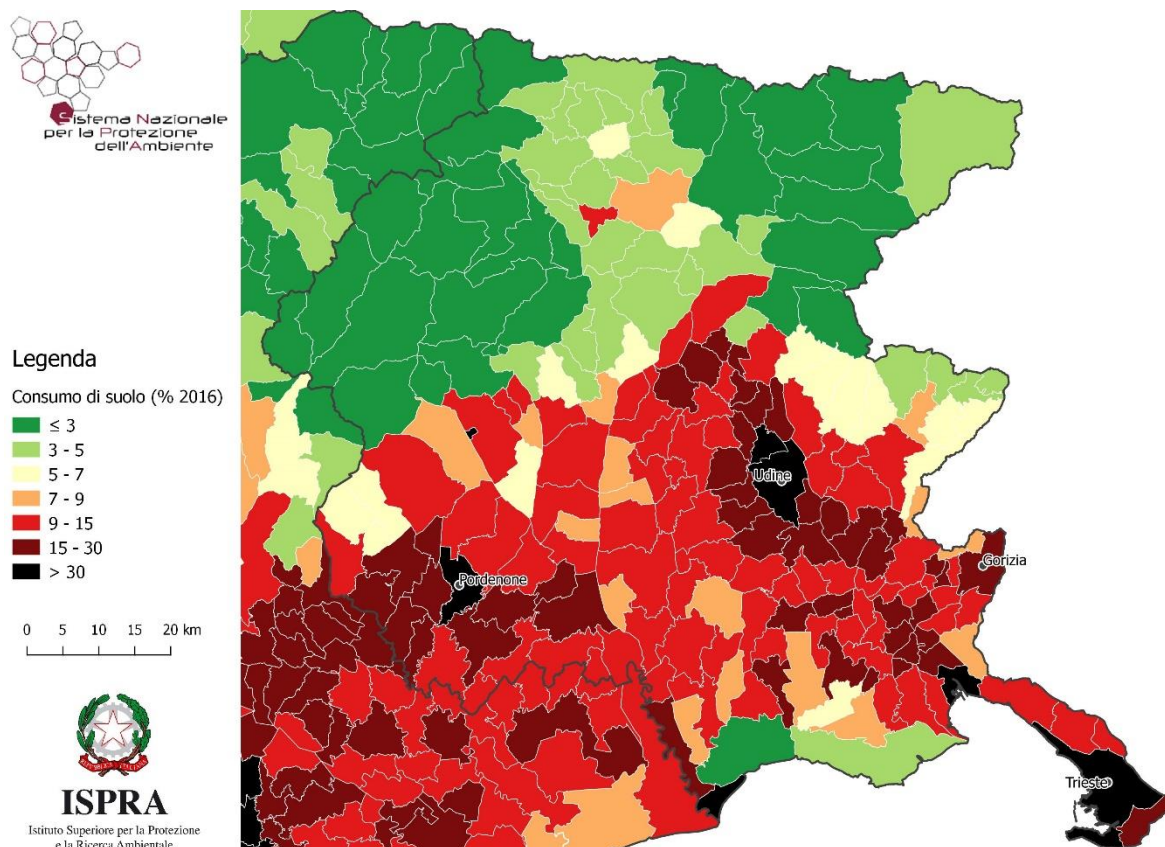 Sistema Nazionale
per la Protezione
dell'Ambiente
Legenda
Consumo di suolo (% 2016)
≤ 3
3 - 5
5 - 7
7 - 9
9 - 15
15 - 30
> 30
0 5 10 15 20 km
REPVBBLICA ITALIANA
ISPRA
Istituto Superiore per la Protezione
e la Ricerca Ambientale
Udine
Pordenone
Gorizia
Trieste